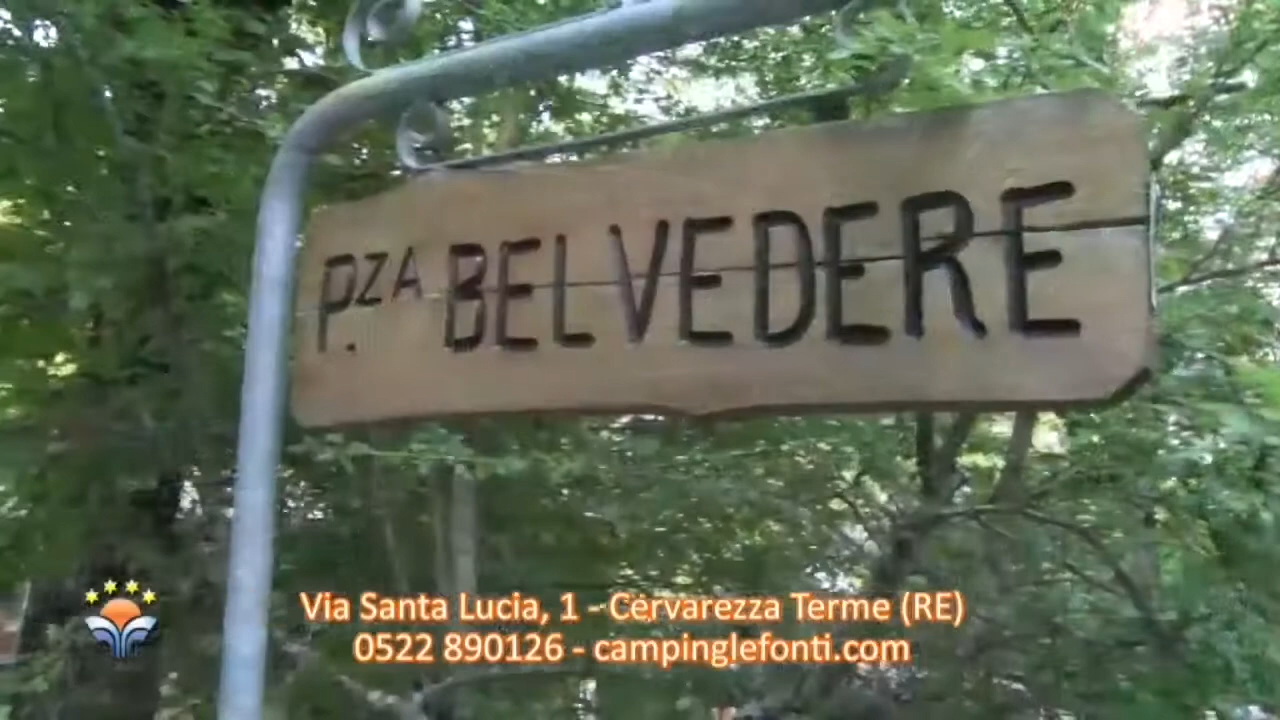 P.ZA BELVEDERE
Via Santa Lucia, 1 - Cervarezza Terme (RE)
0522 890126 - campinglefonti.com